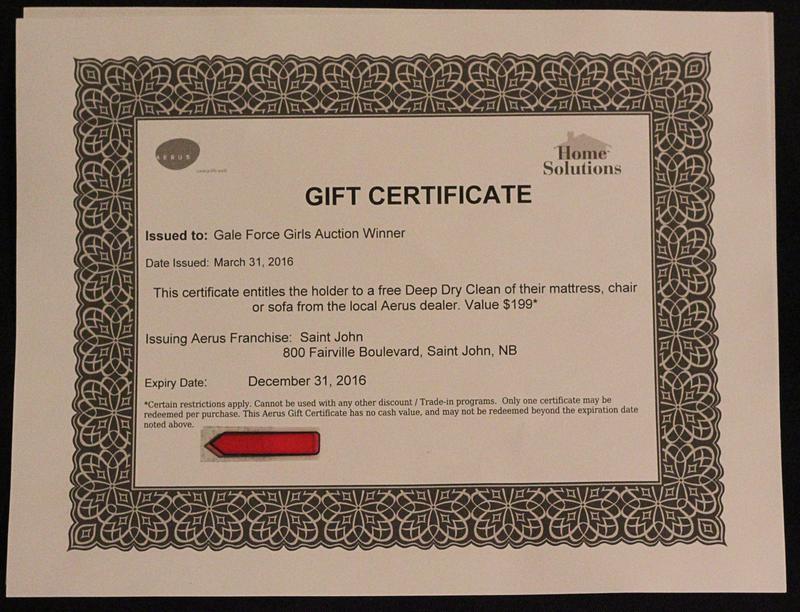 AERUS
Home
Solutions
GIFT CERTIFICATE
Issued to: Gale Force Girls Auction Winner
Date Issued: March 31, 2016
This certificate entitles the holder to a free Deep Dry Clean of their mattress, chair
or sofa from the local Aerus dealer. Value $199*
Issuing Aerus Franchise: Saint John
800 Fairville Boulevard, Saint John, NB
Expiry Date: December 31, 2016
*Certain restrictions apply. Cannot be used with any other discount / Trade-in programs. Only one certificate may be
redeemed per purchase. This Aerus Gift Certificate has no cash value, and may not be redeemed beyond the expiration date
noted above.